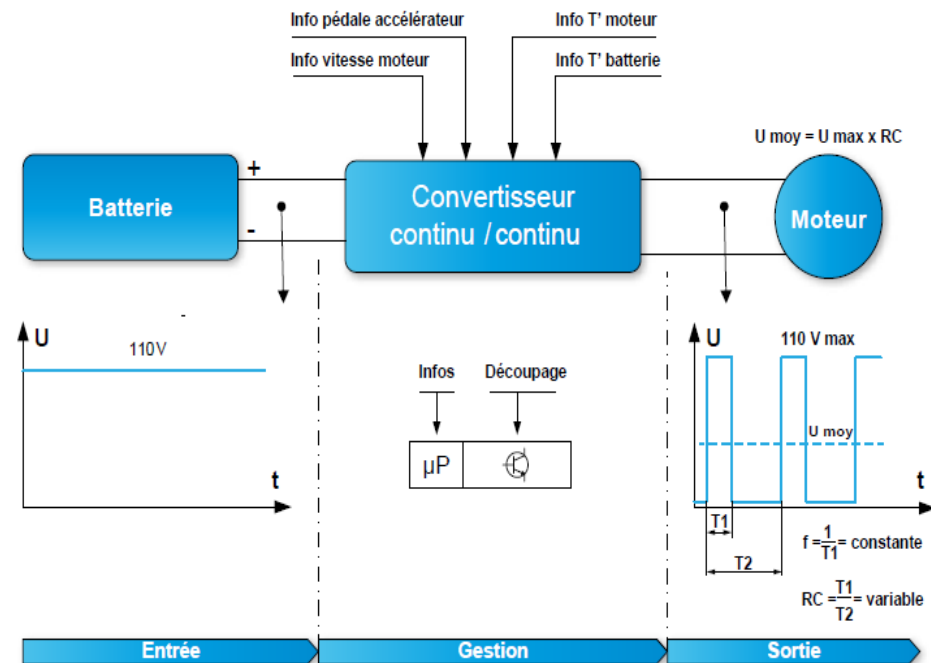 Info pédale accélérateur
Info T' moteur
Info vitesse moteur
Info T' batterie
U moy = U max x RC
+
Batterie
-
Convertisseur
continu / continu
Moteur
U
110V
t
Infos Découpage
µP
U
110 V max
U moy
t
T1
T2
f = 1/T1 = constante
RC = T1/T2 = variable
Entrée
Gestion
Sortie